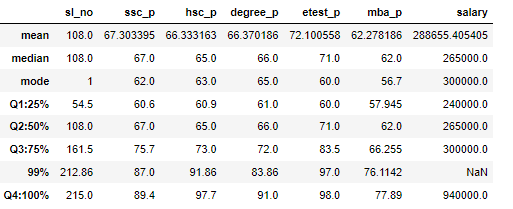 sl_no ssc_p hsc_p degree_p etest_p mba_p salary
mean 108.0 67.303395 66.333163 66.370186 72.100558 62.278186 288655.405405
median 108.0 67.0 65.0 66.0 71.0 62.0 265000.0
mode 1 62.0 63.0 65.0 60.0 56.7 300000.0
Q1:25% 54.5 60.6 60.9 61.0 60.0 57.945 240000.0
Q2:50% 108.0 67.0 65.0 66.0 71.0 62.0 265000.0
Q3:75% 161.5 75.7 73.0 72.0 83.5 66.255 300000.0
99% 212.86 87.0 91.86 83.86 97.0 76.1142 NaN
Q4:100% 215.0 89.4 97.7 91.0 98.0 77.89 940000.0